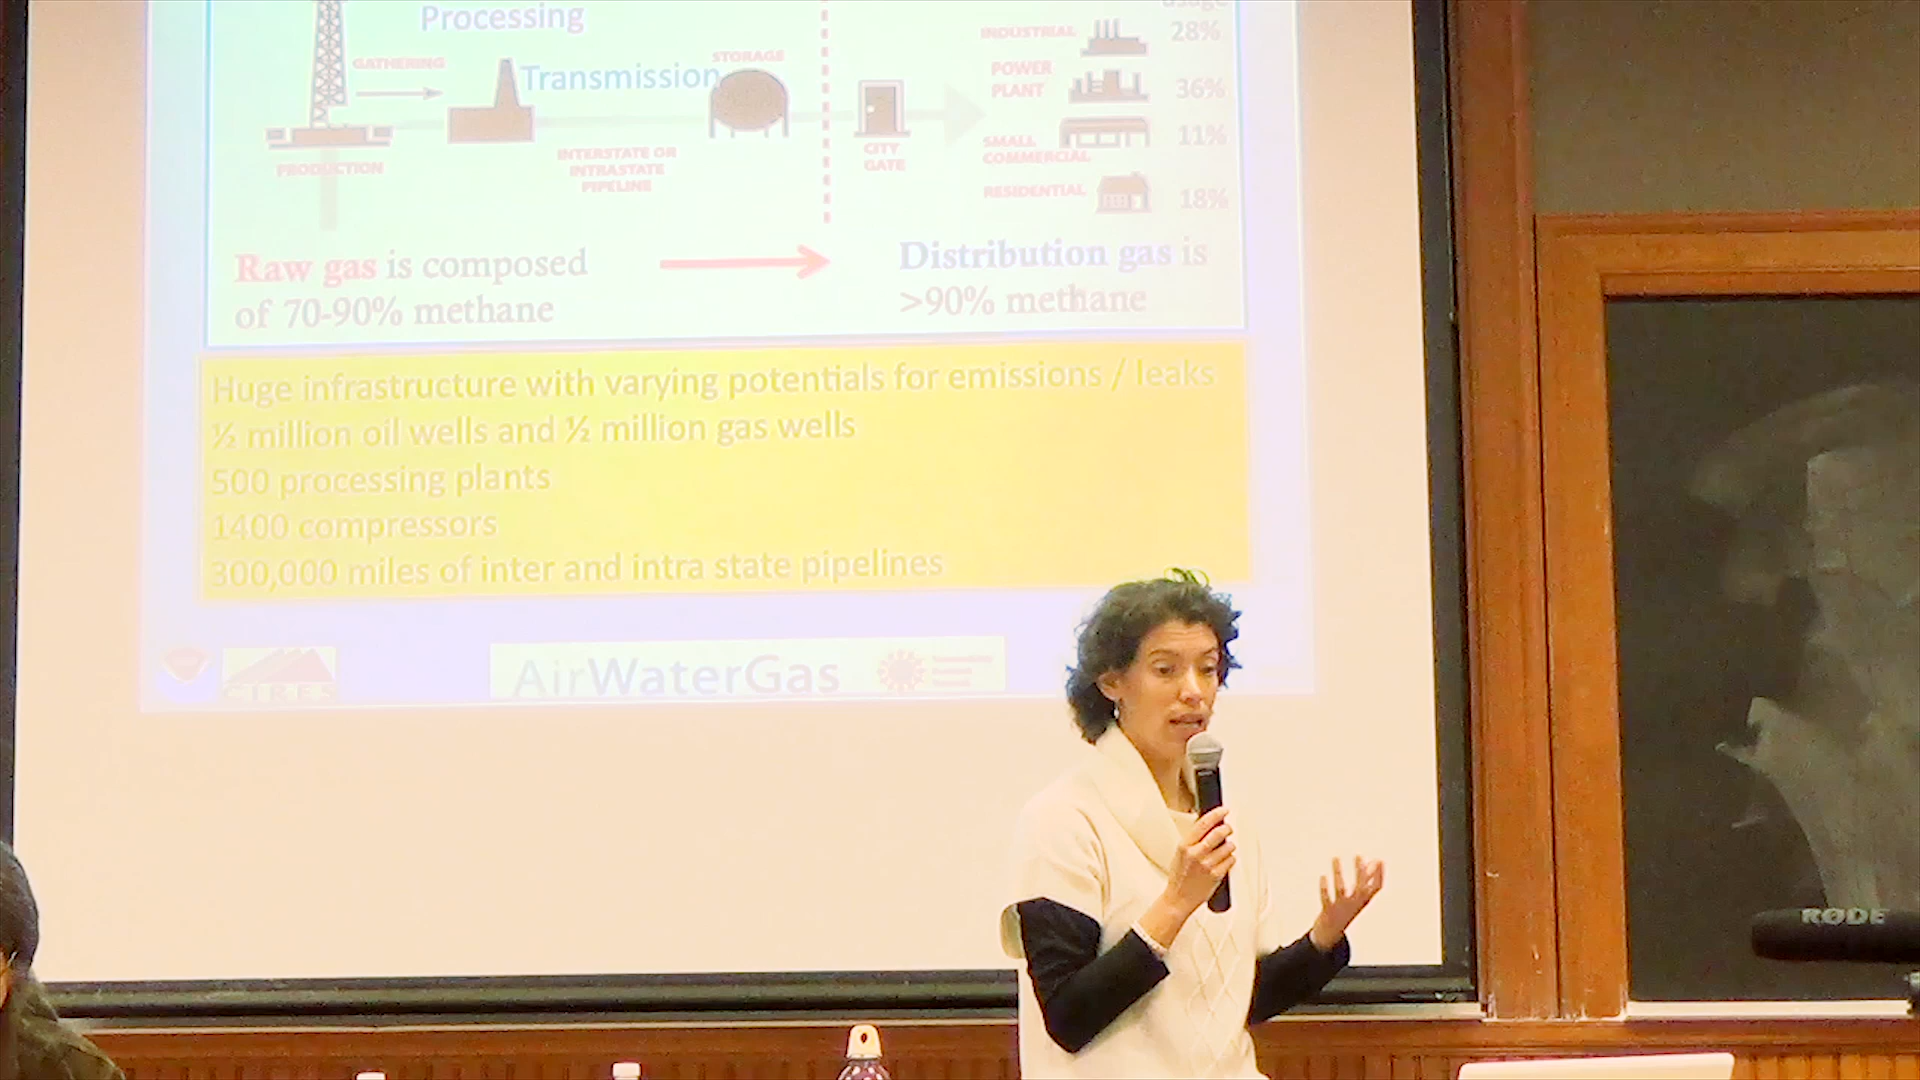 usage
Processing
INDUSTRIAL 28%
GATHERING
STORAGE
Transmission
POWER
PLANT
36%
SMALL
COMMERCIAL
11%
CITY
GATE
PRODUCTION
INTERSTATE OR
INTRASTATE
PIPELINE
RESIDENTIAL 18%
Raw gas is composed
of 70-90% methane
Distribution gas is
>90% methane
Huge infrastructure with varying potentials for emissions / leaks
½ million oil wells and ½ million gas wells
500 processing plants
1400 compressors
300,000 miles of inter and intra state pipelines
CIRES
AirWaterGas
RØDE